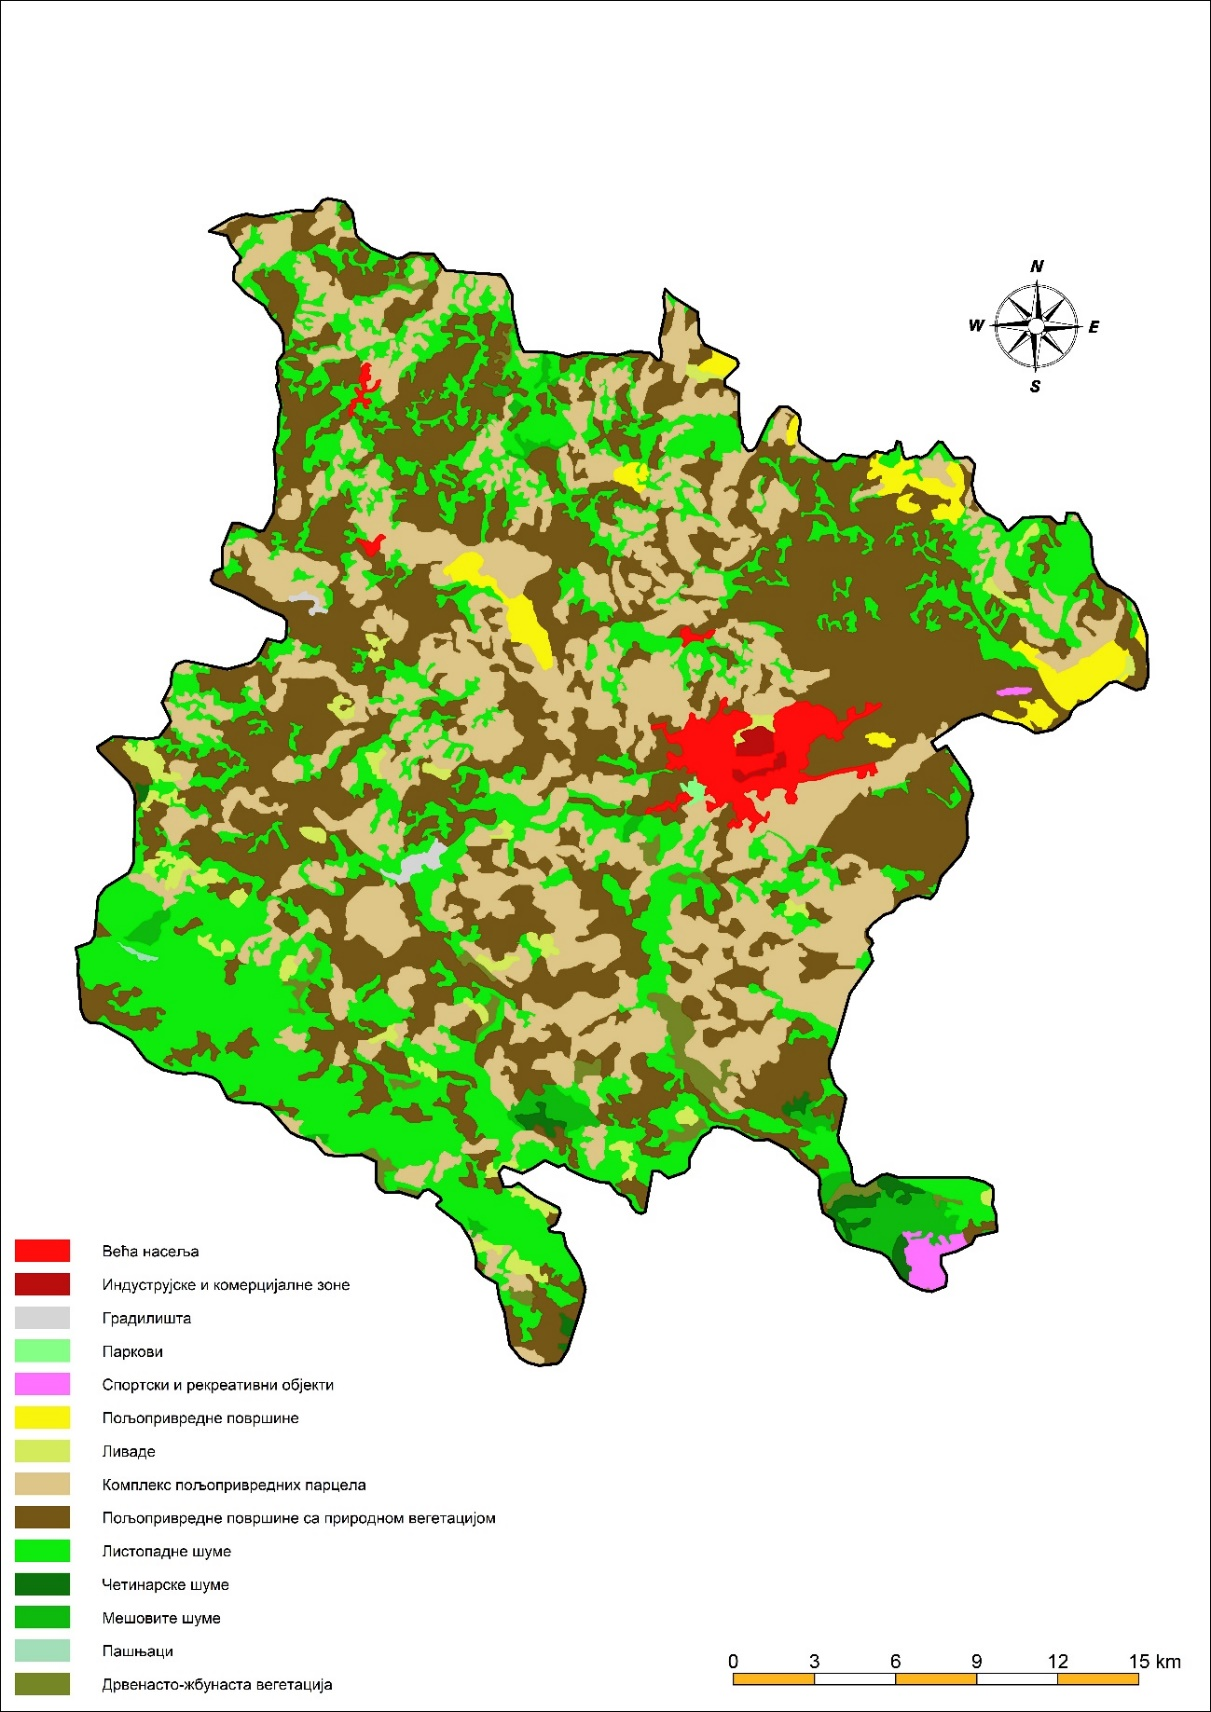 N
W E
S
Већа насеља
Индустријске и комерцијалне зоне
Градилишта
Паркови
Спортски и рекреативни објекти
Пољопривредне површине
Ливаде
Комплекс пољопривредних парцела
Пољопривредне површине са природном вегетацијом
Листопадне шуме
Четинарске шуме
Мешовите шуме
Пашњаци
Дрвенасто-жбунаста вегетација
0 3 6 9 12 15 km